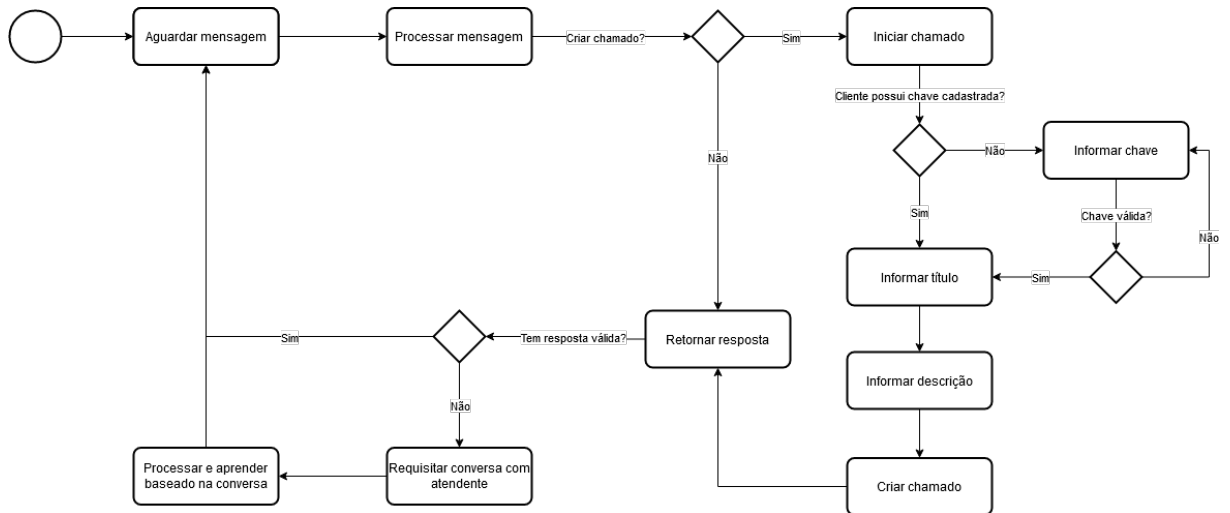 Aguardar mensagem
Processar mensagem
Criar chamado?
Sim
Iniciar chamado
Cliente possui chave cadastrada?
Não
Informar chave
Não
Sim
Chave válida?
Não
Informar título
Sim
Retornar resposta
Tem resposta válida?
Sim
Não
Informar descrição
Requisitar conversa com
atendente
Processar e aprender
baseado na conversa
Criar chamado